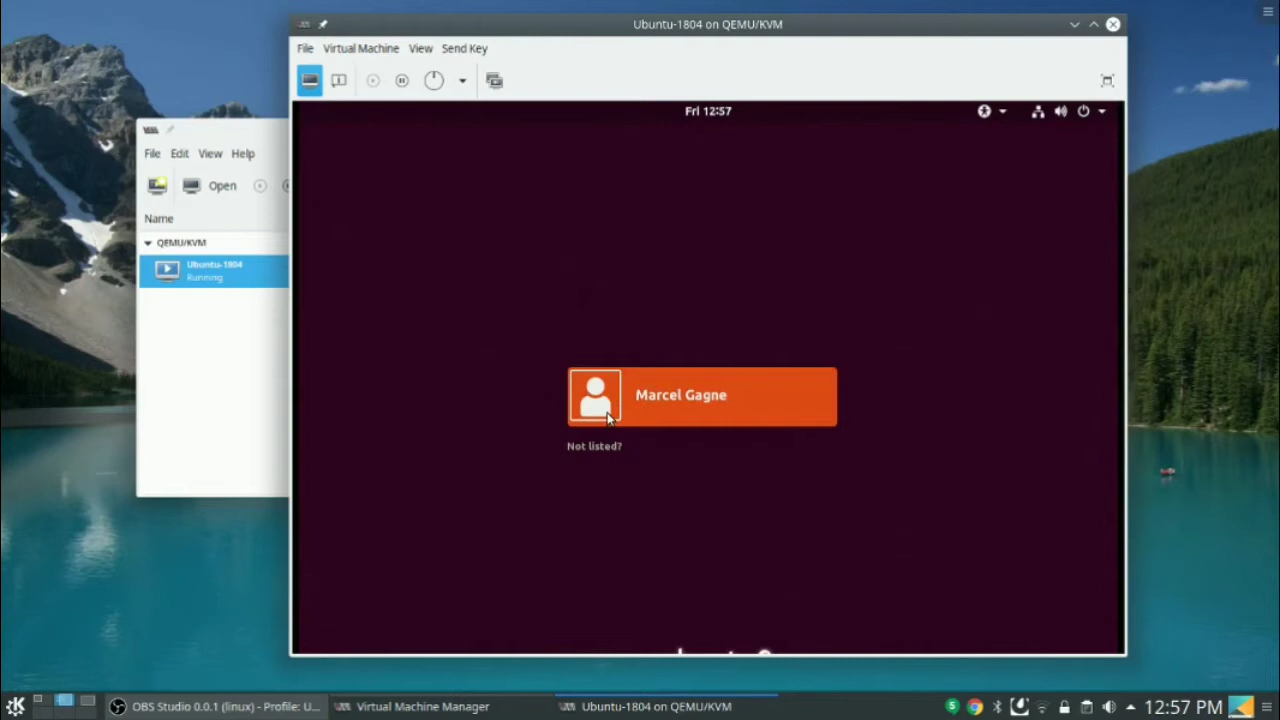 Ubuntu-1804 on QEMU/KVM
File Virtual Machine View Send Key
Fri 12:57
File Edit View Help
Open
Name
QEMU/KVM
Ubuntu-1804
Running
Marcel Gagne
Not listed?
OBS Studio 0.0.1 (linux) - Profile: U...
Virtual Machine Manager
Ubuntu-1804 on QEMU/KVM
12:57 PM